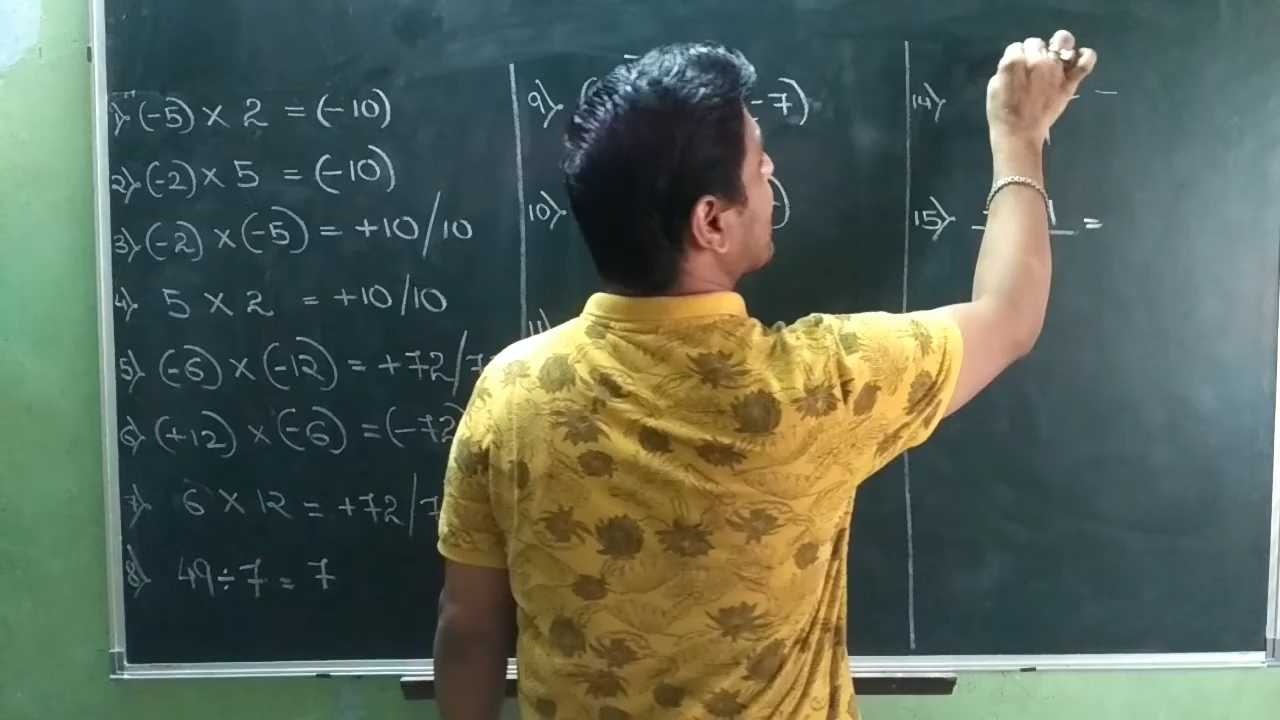 1) (-5) × 2 = (-10)
2) (-2) × 5 = (-10)
3) (-2) × (-5) = +10/10
4) 5 × 2 = +10/10
5) (-6) × (-12) = +72/7
6) (+12) × (-6) = (-72
7) 6 × 12 = +72/7
8) 49 ÷ 7 = 7
9) ( -7)
10) )
11)
14) -
15) =